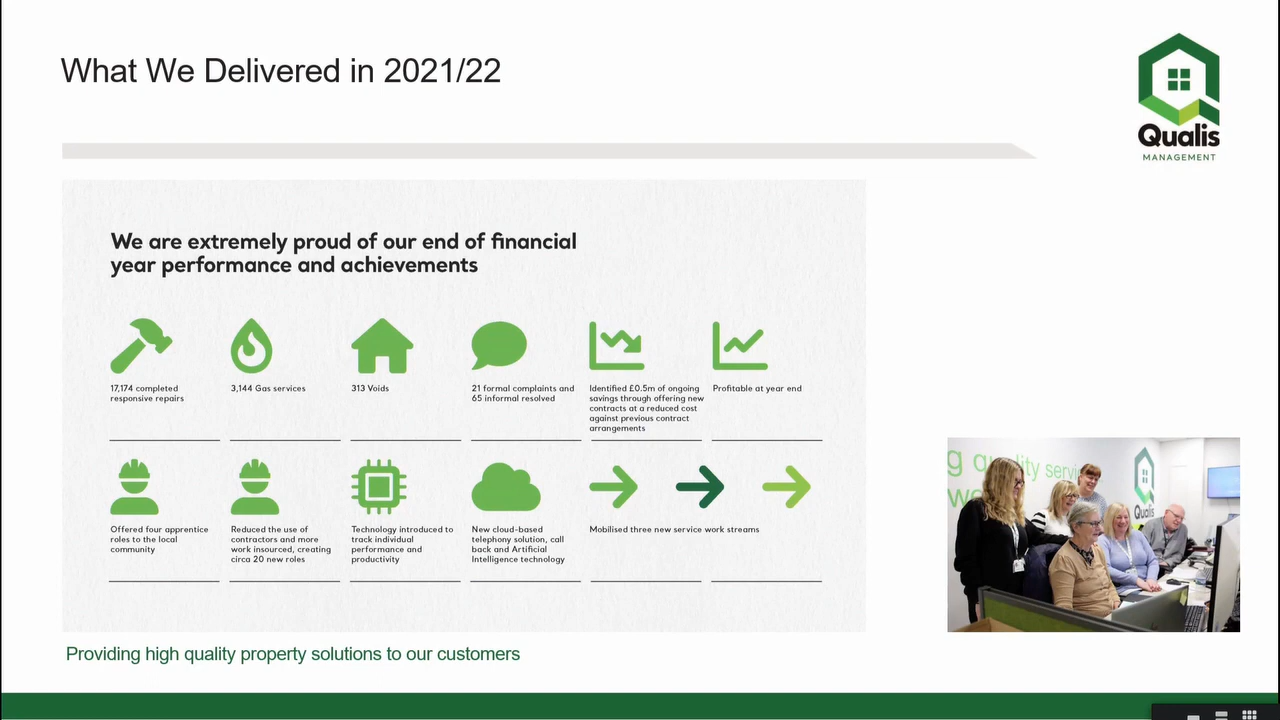 What We Delivered in 2021/22
Qualis
MANAGEMENT
We are extremely proud of our end of financial
year performance and achievements
17,174 completed
responsive repairs
3,144 Gas services
313 Voids
21 formal complaints and
65 informal resolved
Identified £0.5m of ongoing
savings through offering new
contracts at a reduced cost
against previous contract
arrangements
Profitable at year end
Offered four apprentice
roles to the local
community
Reduced the use of
contractors and more
work insourced, creating
circa 20 new roles
Technology introduced to
track individual
performance and
productivity
New cloud-based
telephony solution, call
back and Artificial
Intelligence technology
Mobilised three new service work streams
g quality servi
we
Qualis
Providing high quality property solutions to our customers